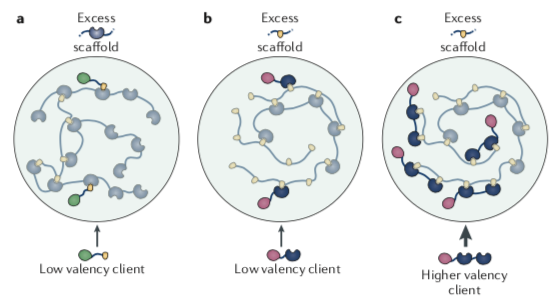 a
Excess
scaffold
b
Excess
scaffold
c
Excess
scaffold
Low valency client
Low valency client
Higher valency
client